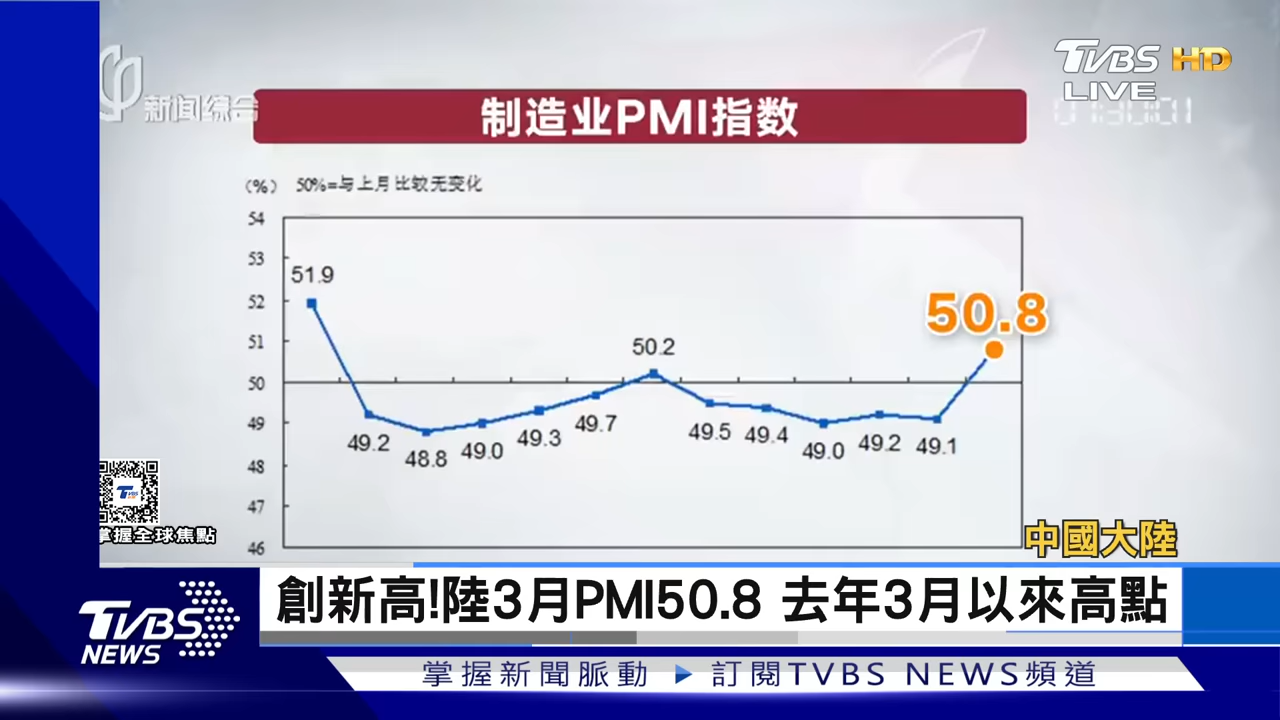 新闻综合
TVBS HD
LIVE
制造业PMI指数
(%) 50%=与上月比较无变化
54
53
52
51
50
49
48
47
46
51.9
49.2
48.8
49.0
49.3
49.7
50.2
49.5
49.4
49.0
49.2
49.1
50.8
TVBS
掌握全球焦點
中國大陸
創新高!陸3月PMI50.8 去年3月以來高點
TVBS
NEWS
掌握新聞脈動 訂閱TVBS NEWS頻道